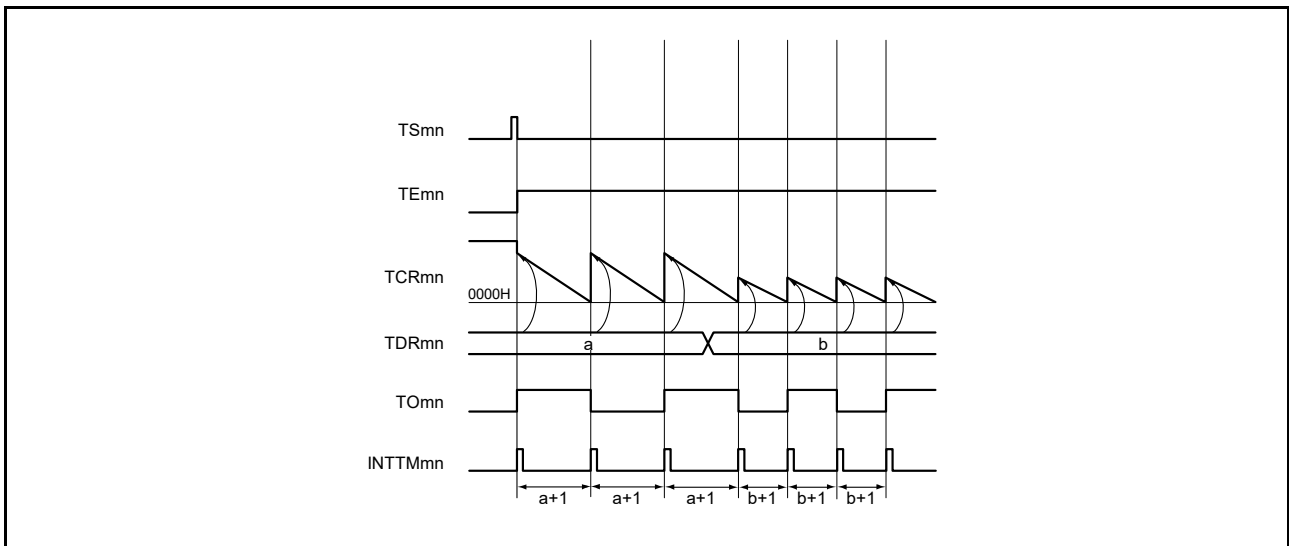 TSmn
TEmn
TCRmn
0000H
TDRmn
a
b
TOmn
INTTMmn
a+1
a+1
a+1
b+1
b+1
b+1